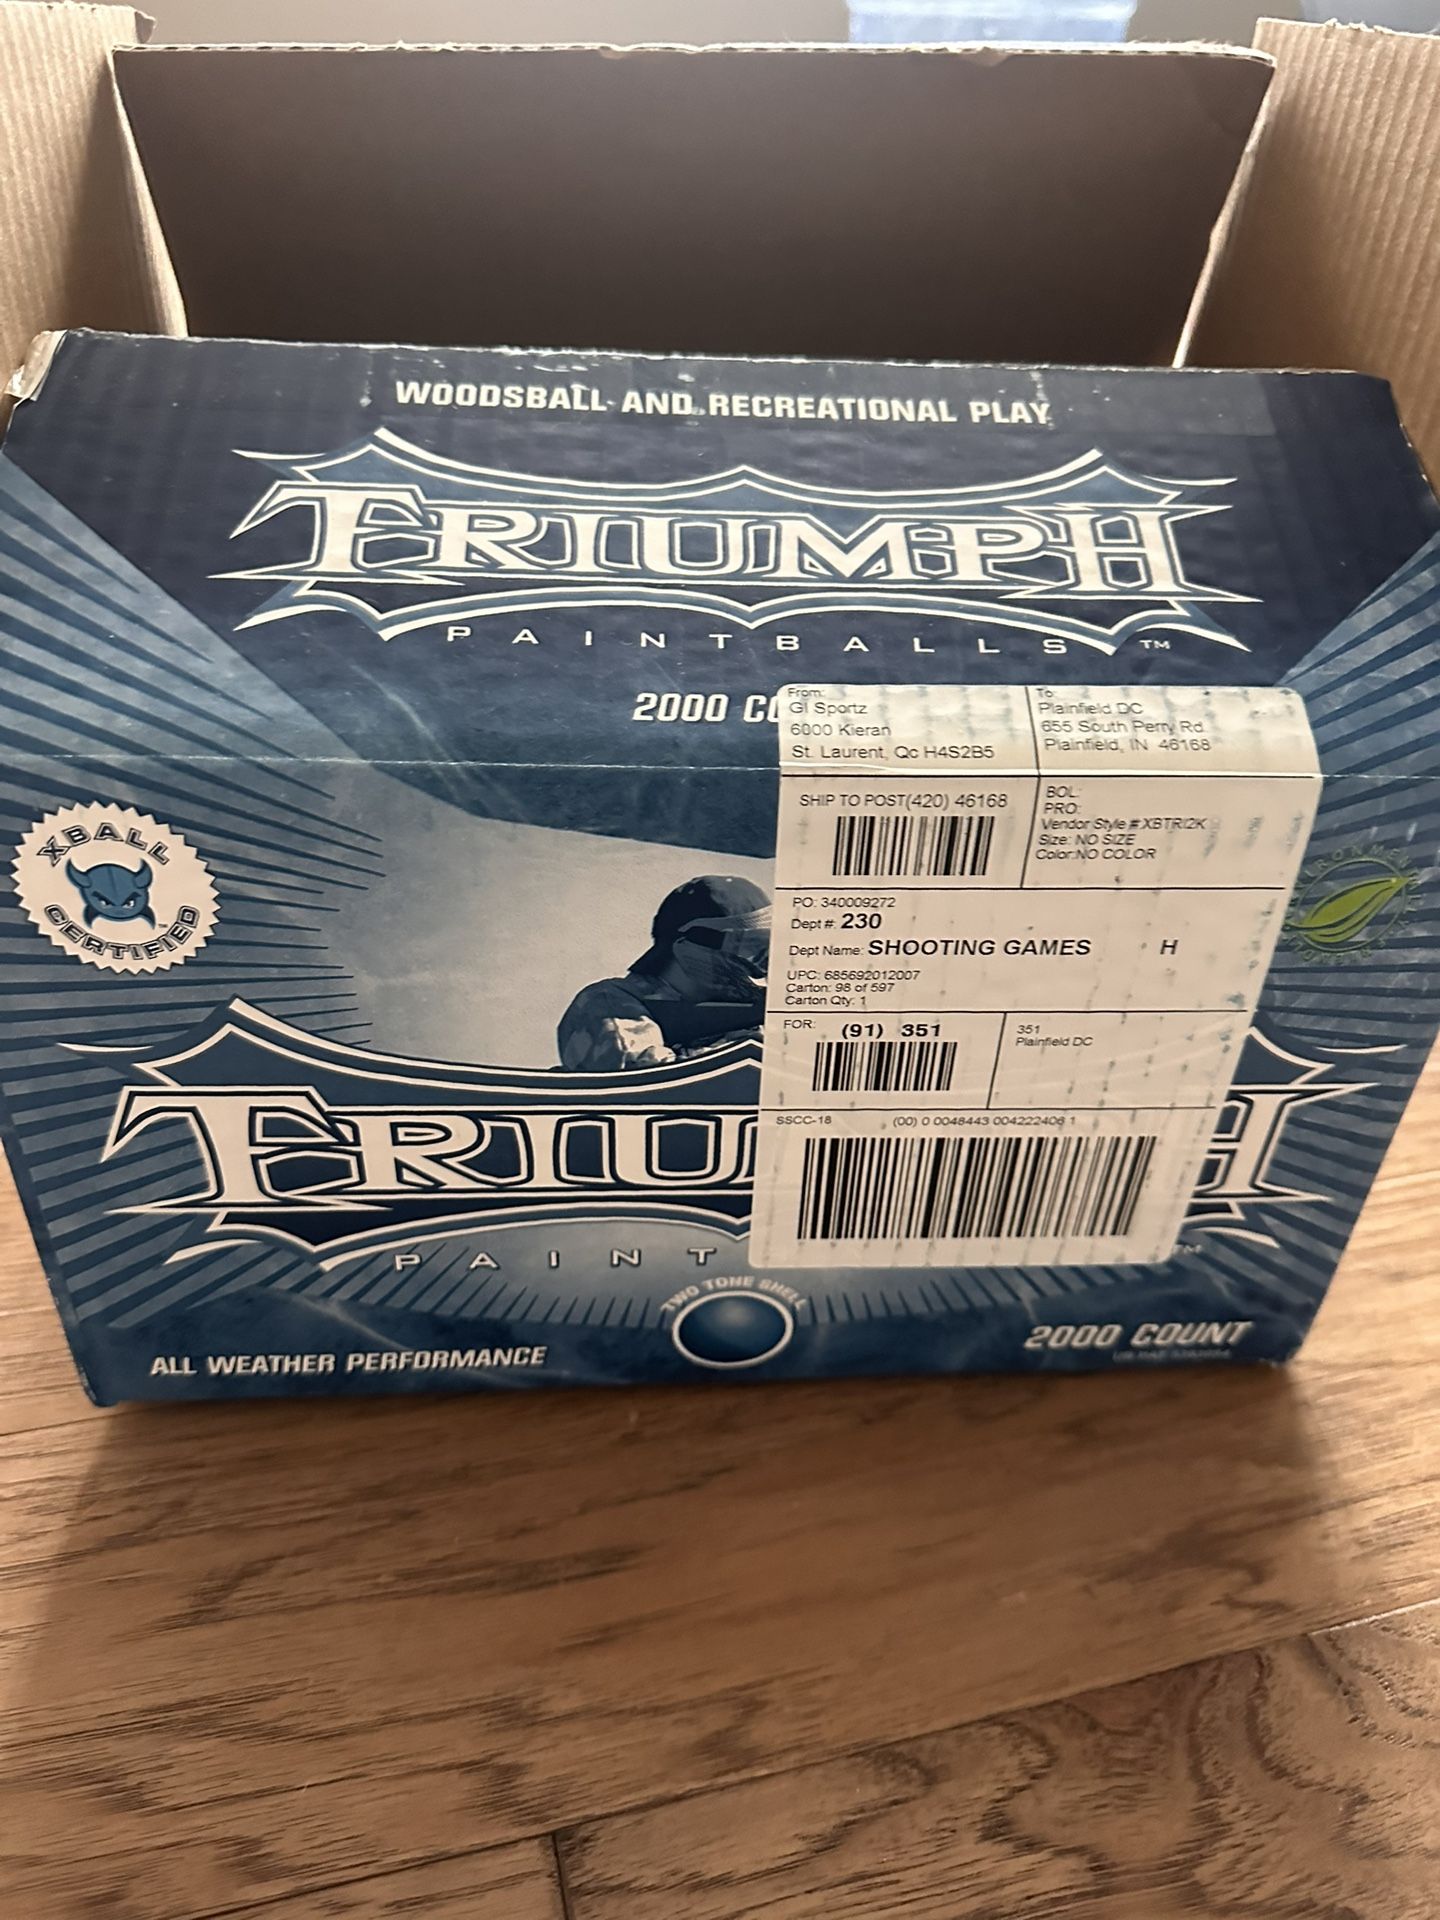 WOODSBALL AND RECREATIONAL PLAY
TRIUMPH
PAINTBALLS™
2000
From:
GI Sportz
6000 Kieran
St. Laurent, Qc H4S2B5
To:
Plainfield DC
655 South Perry Rd
Plainfield, IN 46168
SHIP TO POST(420) 46168
BOL:
PRO:
Vendor Style #:XBTRI2K
Size: NO SIZE
Color:NO COLOR
PO: 340009272
Dept #: 230
Dept Name: SHOOTING GAMES H
UPC: 685692012007
Carton: 98 of 597
Carton Qty: 1
FOR: (91) 351
351
Plainfield DC
SSCC-18 (00) 0 0048443 004222406 1
XBALL
CERTIFIED™
TRIU H
PAINT ™
TWO TONE SHELL
ALL WEATHER PERFORMANCE
2000 COUNT